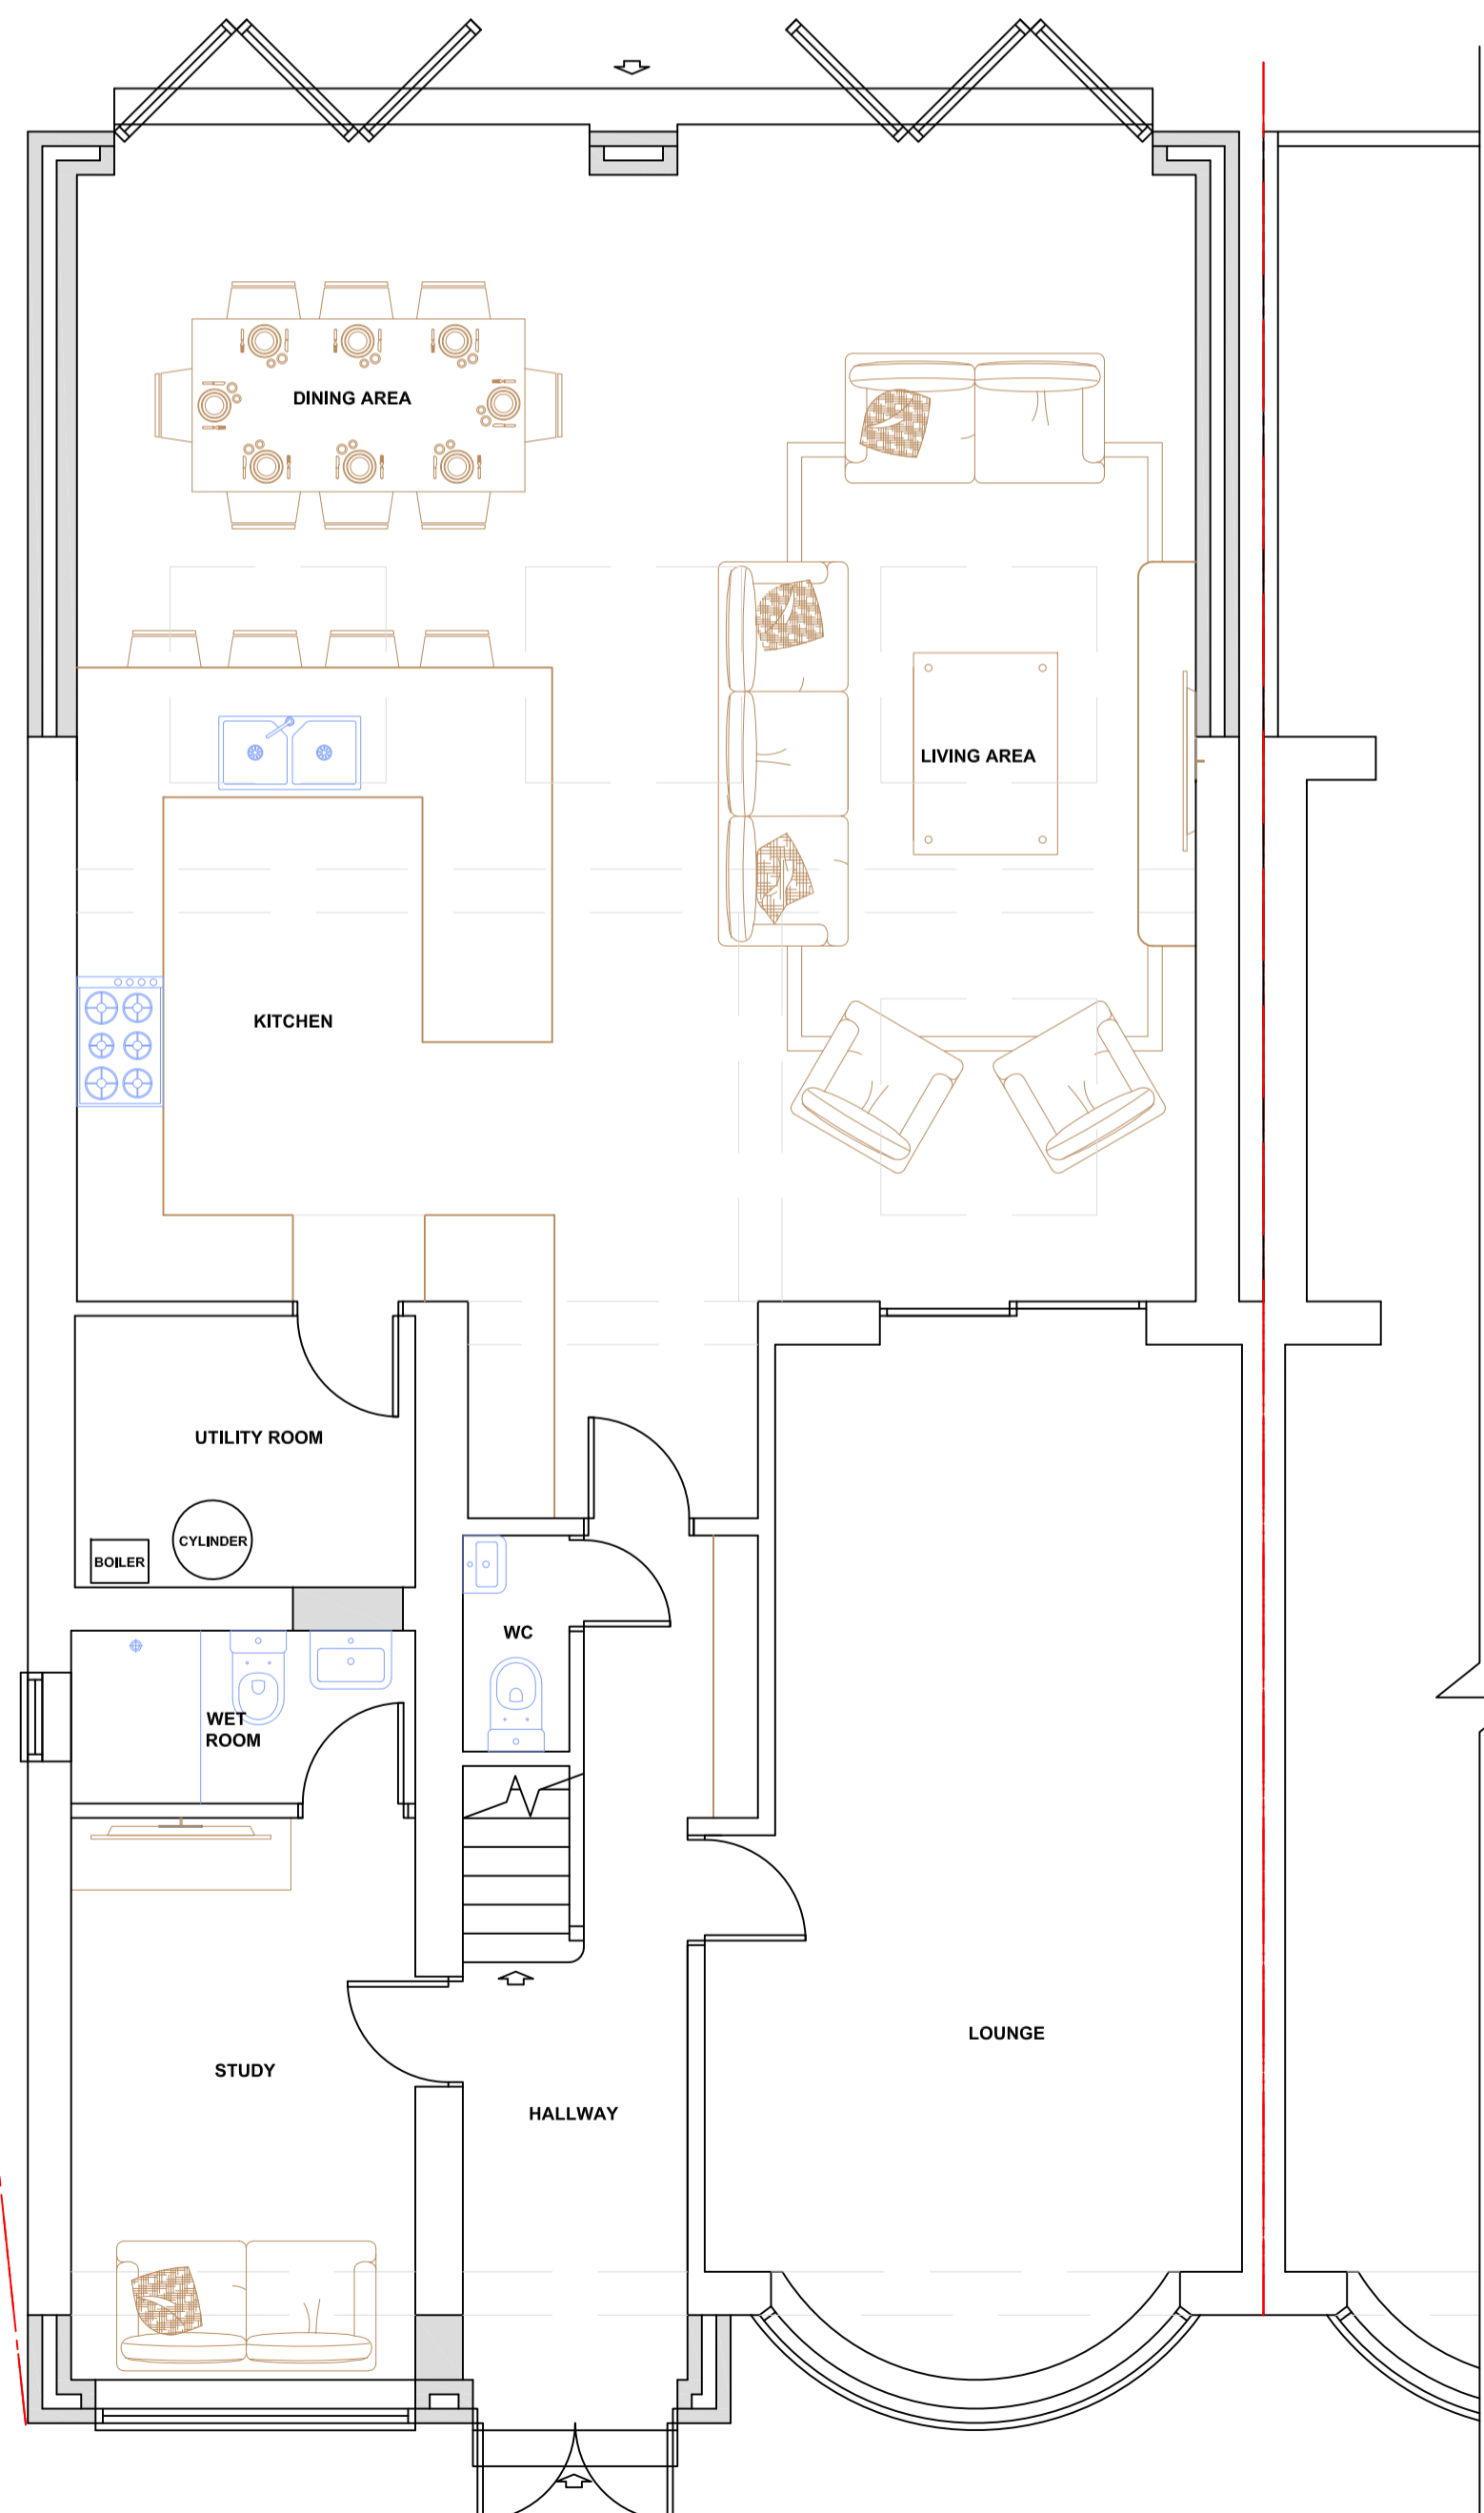 DINING AREA
LIVING AREA
KITCHEN
UTILITY ROOM
CYLINDER
BOILER
WC
WET
ROOM
LOUNGE
STUDY
HALLWAY